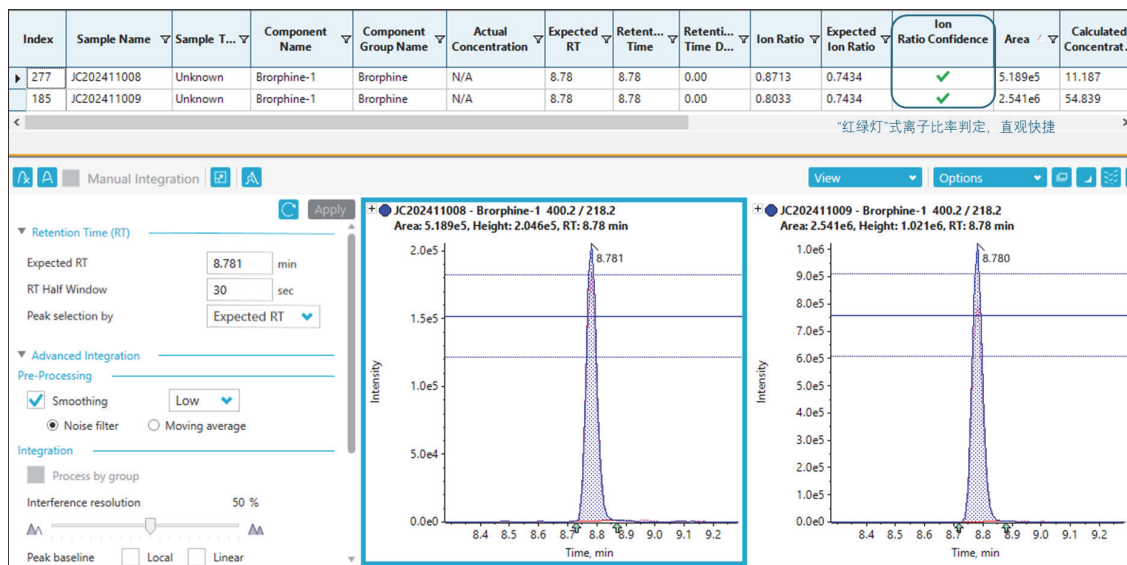 Index Sample Name Sample T... Component Name Component Group Name Actual Concentration Expected RT Retent... Time Retenti... Time D... Ion Ratio Expected Ion Ratio Ion Ratio Confidence Area Calculated Concentrat...
277 JC202411008 Unknown Brorphine-1 Brorphine N/A 8.78 8.78 0.00 0.8713 0.7434 5.189e5 11.187
185 JC202411009 Unknown Brorphine-1 Brorphine N/A 8.78 8.78 0.00 0.8033 0.7434 2.541e6 54.839
“红绿灯”式离子比率判定，直观快捷
Manual Integration
View
Options
Apply
Retention Time (RT)
Expected RT 8.781 min
RT Half Window 30 sec
Peak selection by Expected RT
Advanced Integration
Pre-Processing
Smoothing Low
Noise filter Moving average
Integration
Process by group
Interference resolution 50 %
Peak baseline Local Linear
JC202411008 - Brorphine-1 400.2 / 218.2
Area: 5.189e5, Height: 2.046e5, RT: 8.78 min
8.781
2.0e5
1.5e5
1.0e5
5.0e4
0.0e0
Intensity
8.4 8.5 8.6 8.7 8.8 8.9 9.0 9.1 9.2
Time, min
JC202411009 - Brorphine-1 400.2 / 218.2
Area: 2.541e6, Height: 1.021e6, RT: 8.78 min
8.780
1.0e6
9.0e5
8.0e5
7.0e5
6.0e5
5.0e5
4.0e5
3.0e5
2.0e5
1.0e5
0.0e0
Intensity
8.4 8.5 8.6 8.7 8.8 8.9 9.0 9.1 9.2
Time, min